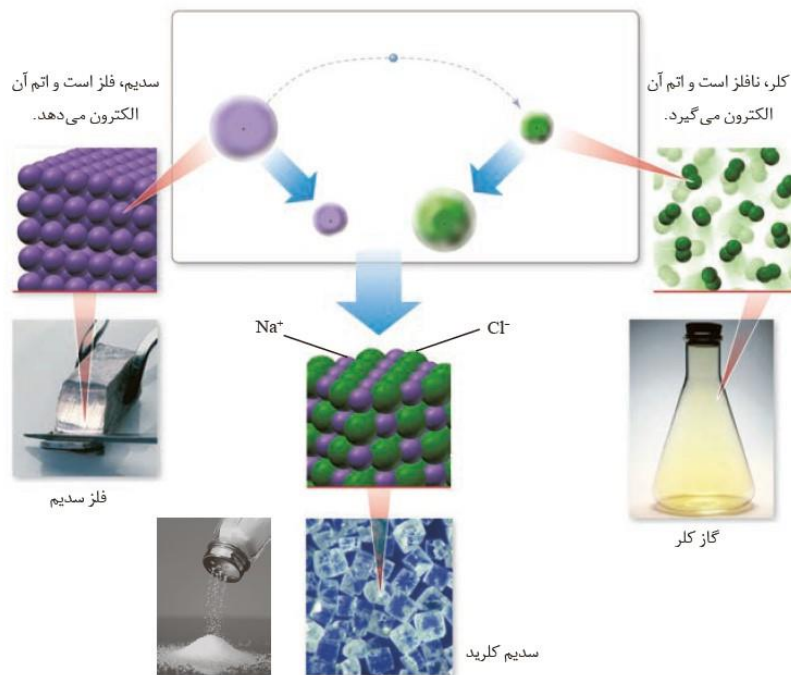 کلر، نافلز است و اتم آن
الکترون می‌گیرد.
سدیم، فلز است و اتم آن
الکترون می‌دهد.
Na⁺
Cl⁻
فلز سدیم
گاز کلر
سدیم کلرید